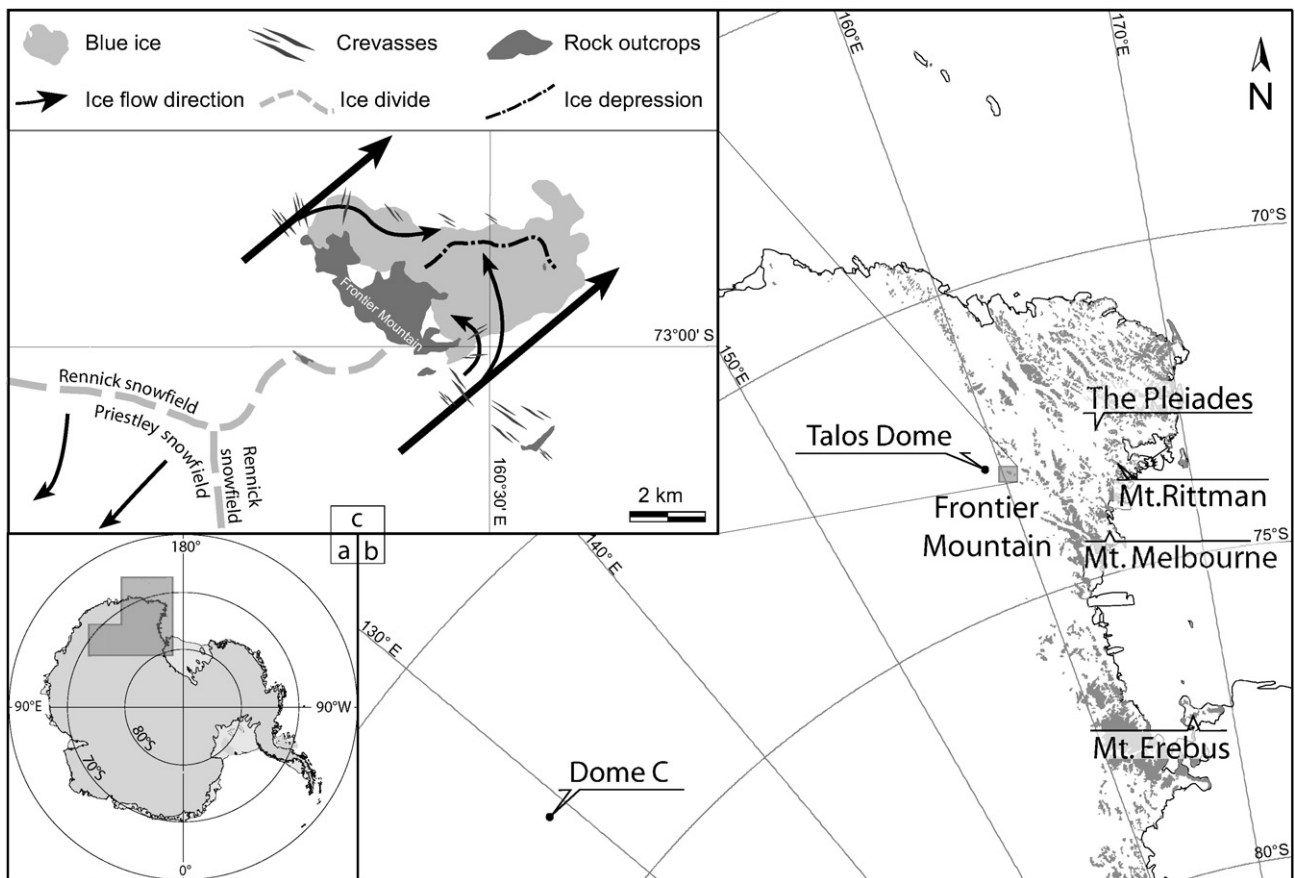 Blue ice
Crevasses
Rock outcrops
Ice flow direction
Ice divide
Ice depression
Frontier Mountain
73°00' S
Rennick snowfield
Priestley snowfield
Rennick
snowfield
160°30' E
2 km
c
a
b
180°
90°E
90°W
80°S
70°S
0°
160°E
170°E
N
70°S
150°E
The Pleiades
Talos Dome
Mt.Rittman
Frontier
Mountain
75°S
Mt. Melbourne
140°E
130°E
Mt. Erebus
Dome C
80°S